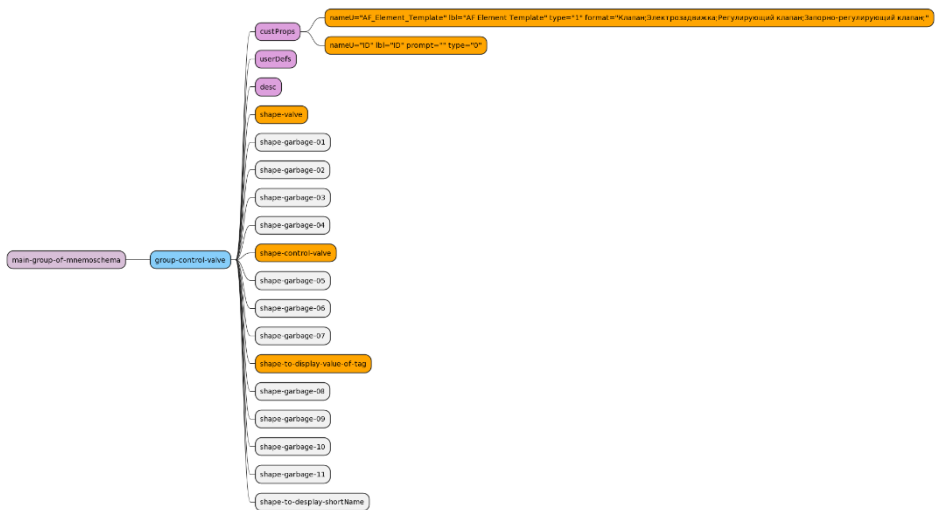 nameU="AF_Element_Template" lbl="AF Element Template" type="1" format="Клапан;Электрозадвижка;Регулирующий клапан;Запорно-регулирующий клапан;"
custProps
nameU="ID" lbl="ID" prompt="" type="0"
userDefs
desc
shape-valve
shape-garbage-01
shape-garbage-02
shape-garbage-03
shape-garbage-04
shape-control-valve
main-group-of-mnemoschema
group-control-valve
shape-garbage-05
shape-garbage-06
shape-garbage-07
shape-to-display-value-of-tag
shape-garbage-08
shape-garbage-09
shape-garbage-10
shape-garbage-11
shape-to-desplay-shortName